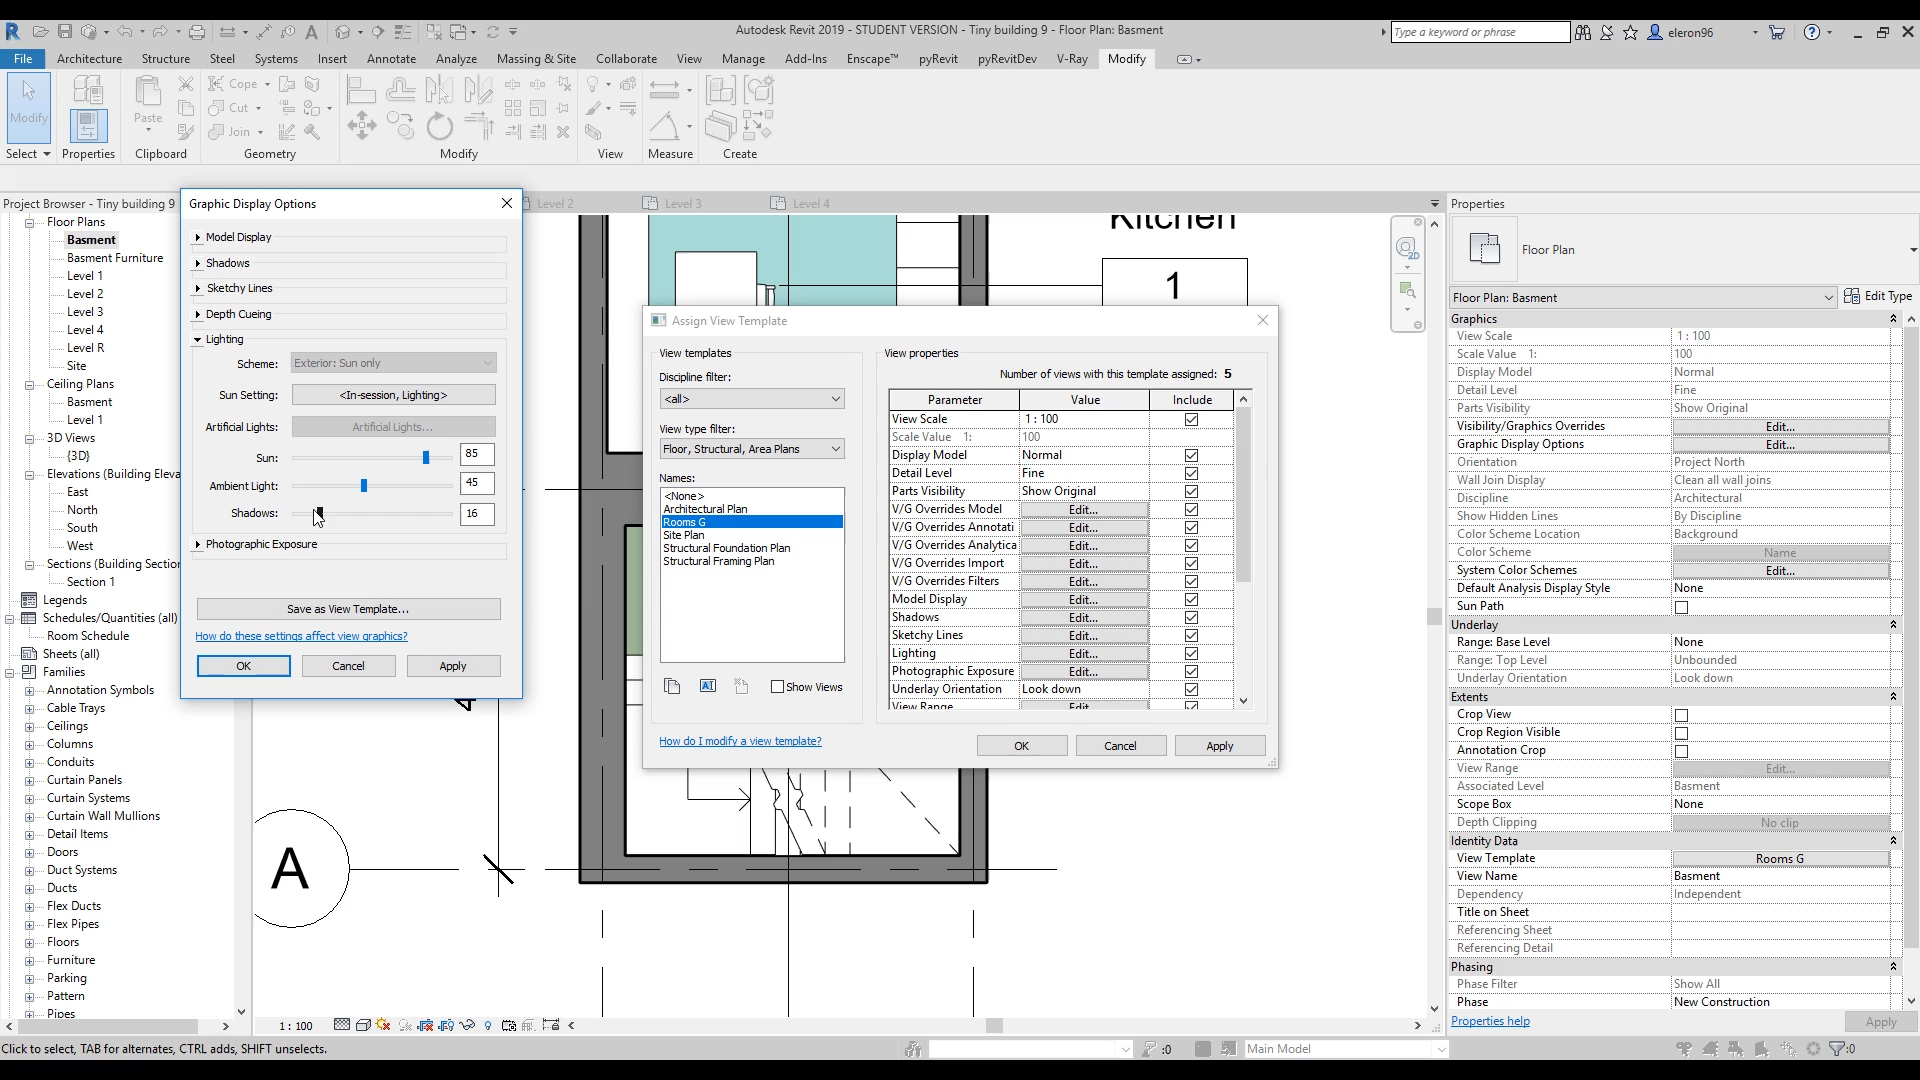 Autodesk Revit 2019 - STUDENT VERSION - Tiny building 9 - Floor Plan: Basment
Type a keyword or phrase
eleron96
File Architecture Structure Steel Systems Insert Annotate Analyze Massing & Site Collaborate View Manage Add-Ins Enscape™ pyRevit pyRevitDev V-Ray Modify
Modify
Paste
Cope
Cut
Join
Select Properties Clipboard Geometry Modify View Measure Create
Project Browser - Tiny building 9
Floor Plans
Basment
Basment Furniture
Level 1
Level 2
Level 3
Level 4
Level R
Site
Ceiling Plans
Basment
Level 1
3D Views
{3D}
Elevations (Building Eleva
East
North
South
West
Sections (Building Section
Section 1
Legends
Schedules/Quantities (all)
Room Schedule
Sheets (all)
Families
Annotation Symbols
Cable Trays
Ceilings
Columns
Conduits
Curtain Panels
Curtain Systems
Curtain Wall Mullions
Detail Items
Doors
Duct Systems
Ducts
Flex Ducts
Flex Pipes
Floors
Furniture
Parking
Pattern
Pipes
Graphic Display Options
Model Display
Shadows
Sketchy Lines
Depth Cueing
Lighting
Scheme: Exterior: Sun only
Sun Setting: <In-session, Lighting>
Artificial Lights: Artificial Lights...
Sun: 85
Ambient Light: 45
Shadows: 16
Photographic Exposure
Save as View Template...
How do these settings affect view graphics?
OK Cancel Apply
Level 2 Level 3 Level 4
Kitchen
1
A
Assign View Template
View templates
Discipline filter:
<all>
View type filter:
Floor, Structural, Area Plans
Names:
<None>
Architectural Plan
Rooms G
Site Plan
Structural Foundation Plan
Structural Framing Plan
Show Views
How do I modify a view template?
View properties
Number of views with this template assigned: 5
Parameter Value Include
View Scale 1 : 100
Scale Value 1: 100
Display Model Normal
Detail Level Fine
Parts Visibility Show Original
V/G Overrides Model Edit...
V/G Overrides Annotati Edit...
V/G Overrides Analytica Edit...
V/G Overrides Import Edit...
V/G Overrides Filters Edit...
Model Display Edit...
Shadows Edit...
Sketchy Lines Edit...
Lighting Edit...
Photographic Exposure Edit...
Underlay Orientation Look down
View Range Edit
OK Cancel Apply
Properties
Floor Plan
Floor Plan: Basment Edit Type
Graphics
View Scale 1 : 100
Scale Value 1: 100
Display Model Normal
Detail Level Fine
Parts Visibility Show Original
Visibility/Graphics Overrides Edit...
Graphic Display Options Edit...
Orientation Project North
Wall Join Display Clean all wall joins
Discipline Architectural
Show Hidden Lines By Discipline
Color Scheme Location Background
Color Scheme Name
System Color Schemes Edit...
Default Analysis Display Style None
Sun Path
Underlay
Range: Base Level None
Range: Top Level Unbounded
Underlay Orientation Look down
Extents
Crop View
Crop Region Visible
Annotation Crop
View Range Edit...
Associated Level Basment
Scope Box None
Depth Clipping No clip
Identity Data
View Template Rooms G
View Name Basment
Dependency Independent
Title on Sheet
Referencing Sheet
Referencing Detail
Phasing
Phase Filter Show All
Phase New Construction
Properties help Apply
1 : 100
Click to select, TAB for alternates, CTRL adds, SHIFT unselects.
:0
Main Model
:0